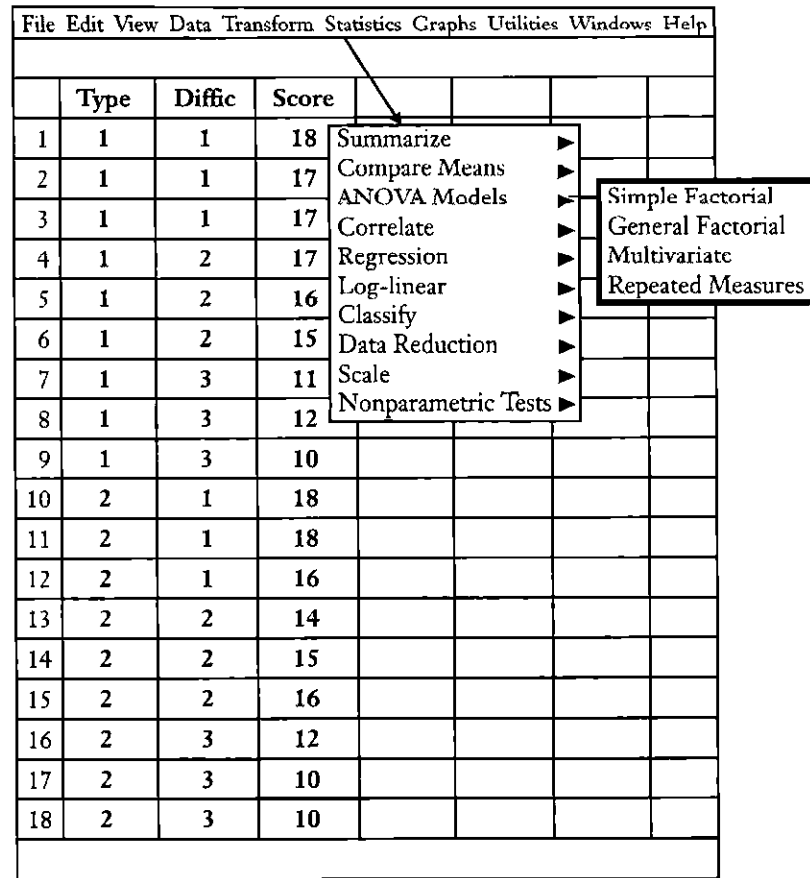 File Edit View Data Transform Statistics Graphs Utilities Windows Help
Type Diffic Score
1 1 1 18
2 1 1 17
3 1 1 17
4 1 2 17
5 1 2 16
6 1 2 15
7 1 3 11
8 1 3 12
9 1 3 10
10 2 1 18
11 2 1 18
12 2 1 16
13 2 2 14
14 2 2 15
15 2 2 16
16 2 3 12
17 2 3 10
18 2 3 10
Summarize
Compare Means
ANOVA Models
Correlate
Regression
Log-linear
Classify
Data Reduction
Scale
Nonparametric Tests
Simple Factorial
General Factorial
Multivariate
Repeated Measures